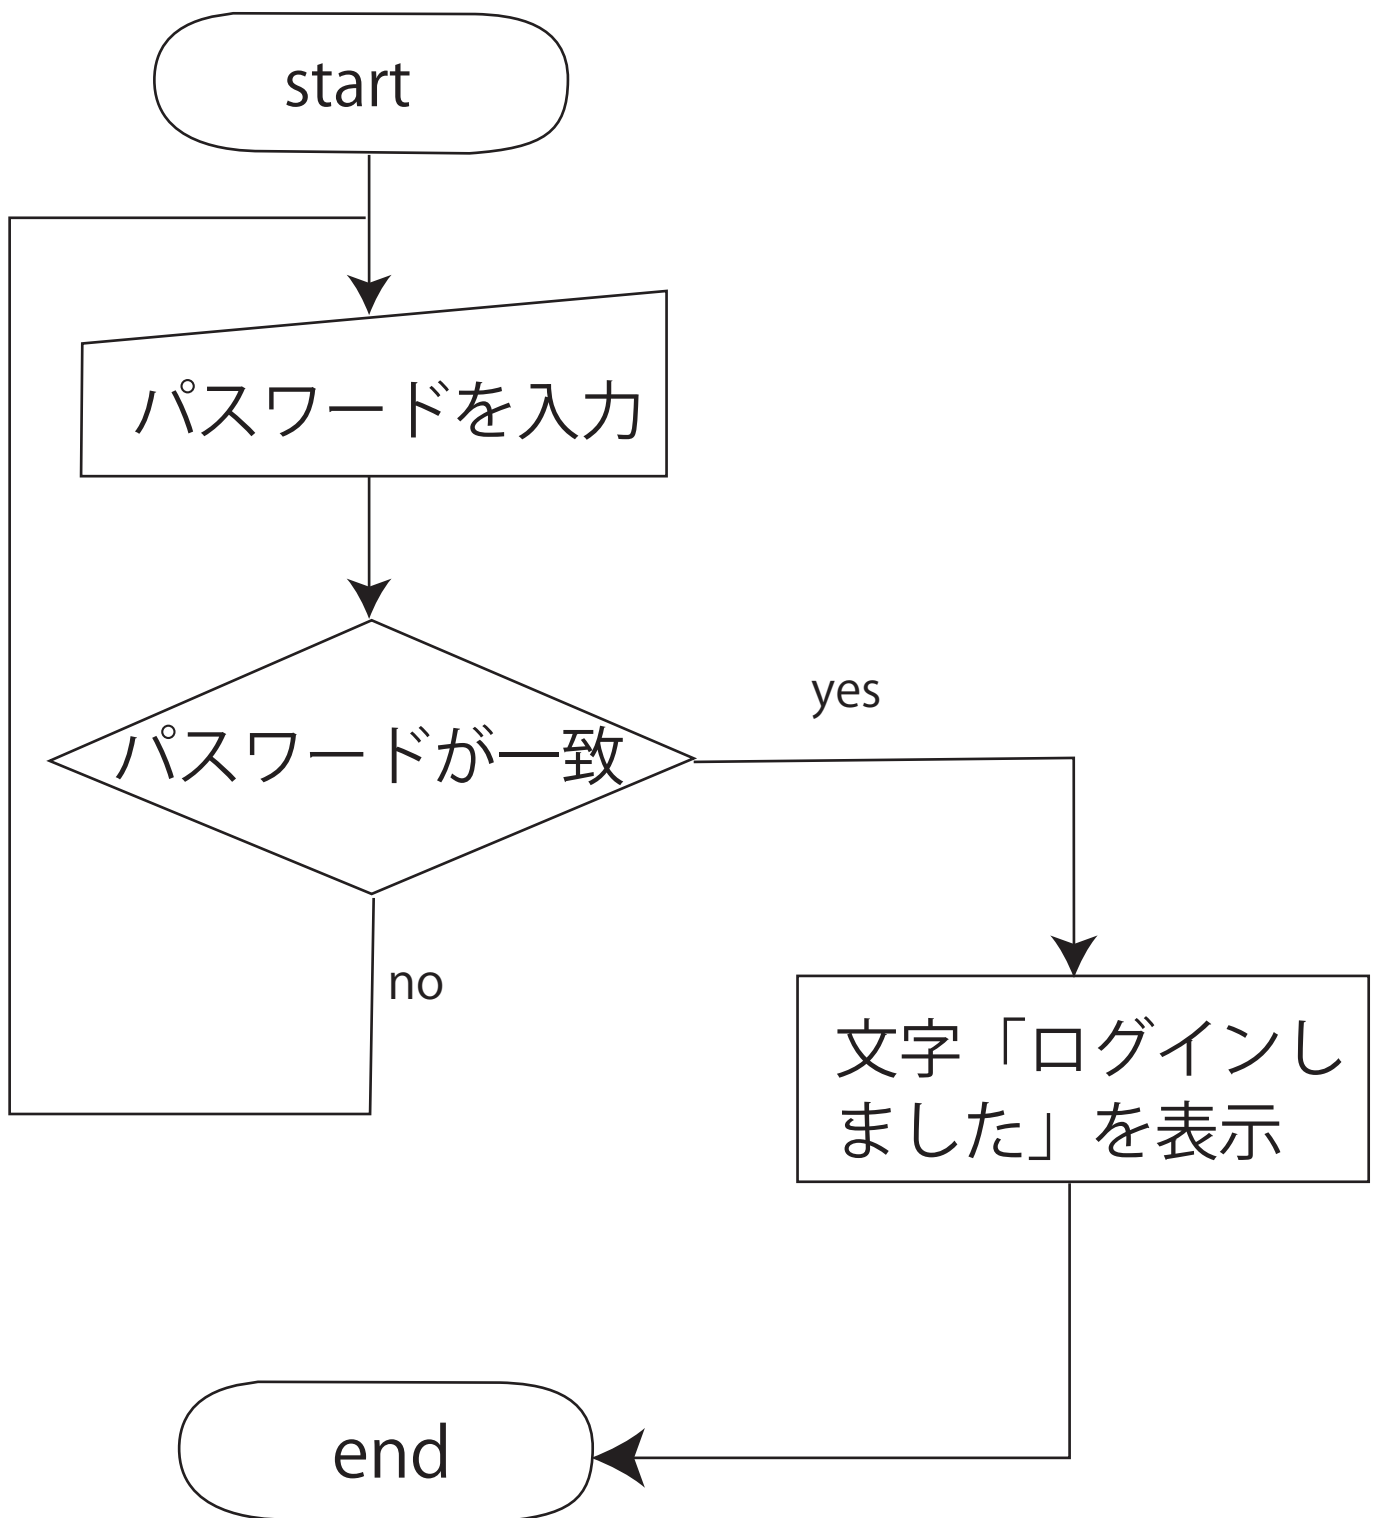 start
パスワードを入力
パスワードが一致
yes
no
文字「ログインし
ました」を表示
end